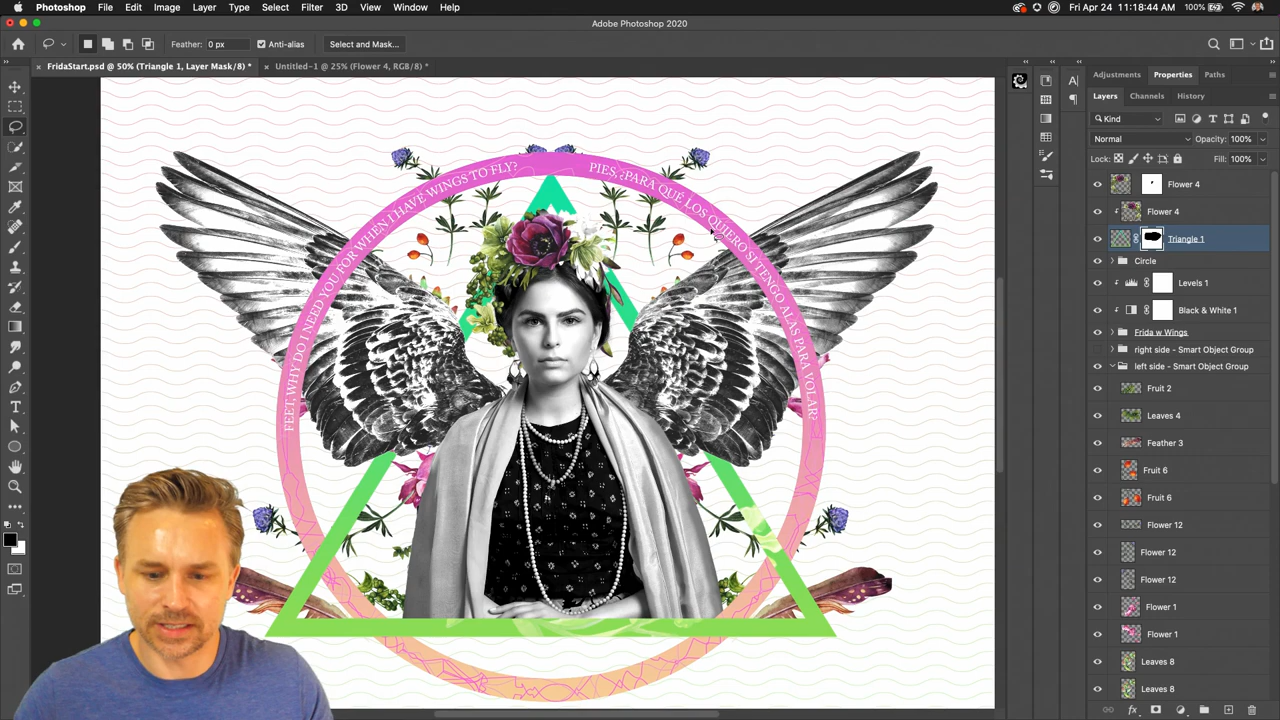 Photoshop File Edit Image Layer Type Select Filter 3D View Window Help
100% Fri Apr 24 11:18:44 AM
Adobe Photoshop 2020
Feather: 0 px Anti-alias Select and Mask...
FridaStart.psd @ 50% (Triangle 1, Layer Mask/8) *
Untitled-1 @ 25% (Flower 4, RGB/8) *
FEET, WHY DO I NEED YOU FOR WHEN I HAVE WINGS TO FLY?
PIES, ¿PARA QUÉ LOS QUIERO SI TENGO ALAS PARA VOLAR?
Adjustments Properties Paths
Layers Channels History
Kind
Normal Opacity: 100%
Lock: Fill: 100%
Flower 4
Flower 4
Triangle 1
Circle
Levels 1
Black & White 1
Frida w Wings
right side - Smart Object Group
left side - Smart Object Group
Fruit 2
Leaves 4
Feather 3
Fruit 6
Fruit 6
Flower 12
Flower 12
Flower 12
Flower 1
Flower 1
Leaves 8
Leaves 8